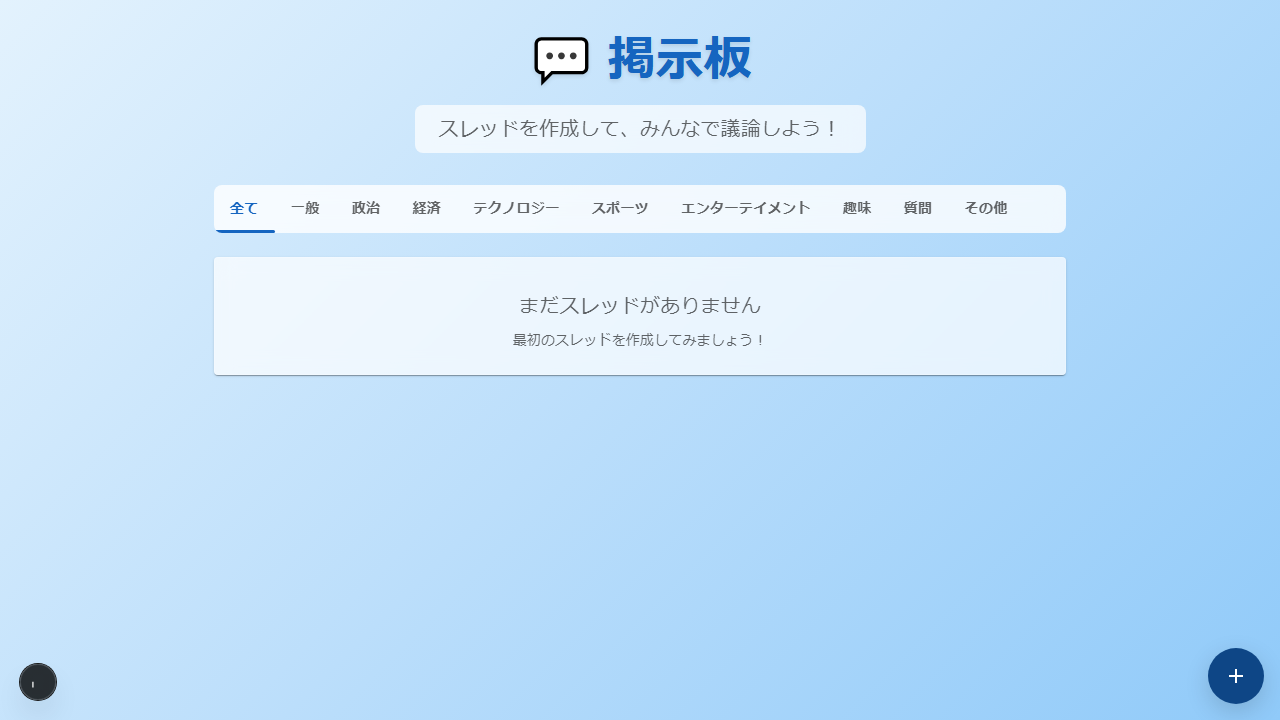 掲示板
スレッドを作成して、みんなで議論しよう！
全て 一般 政治 経済 テクノロジー スポーツ エンターテイメント 趣味 質問 その他
まだスレッドがありません
最初のスレッドを作成してみましょう！